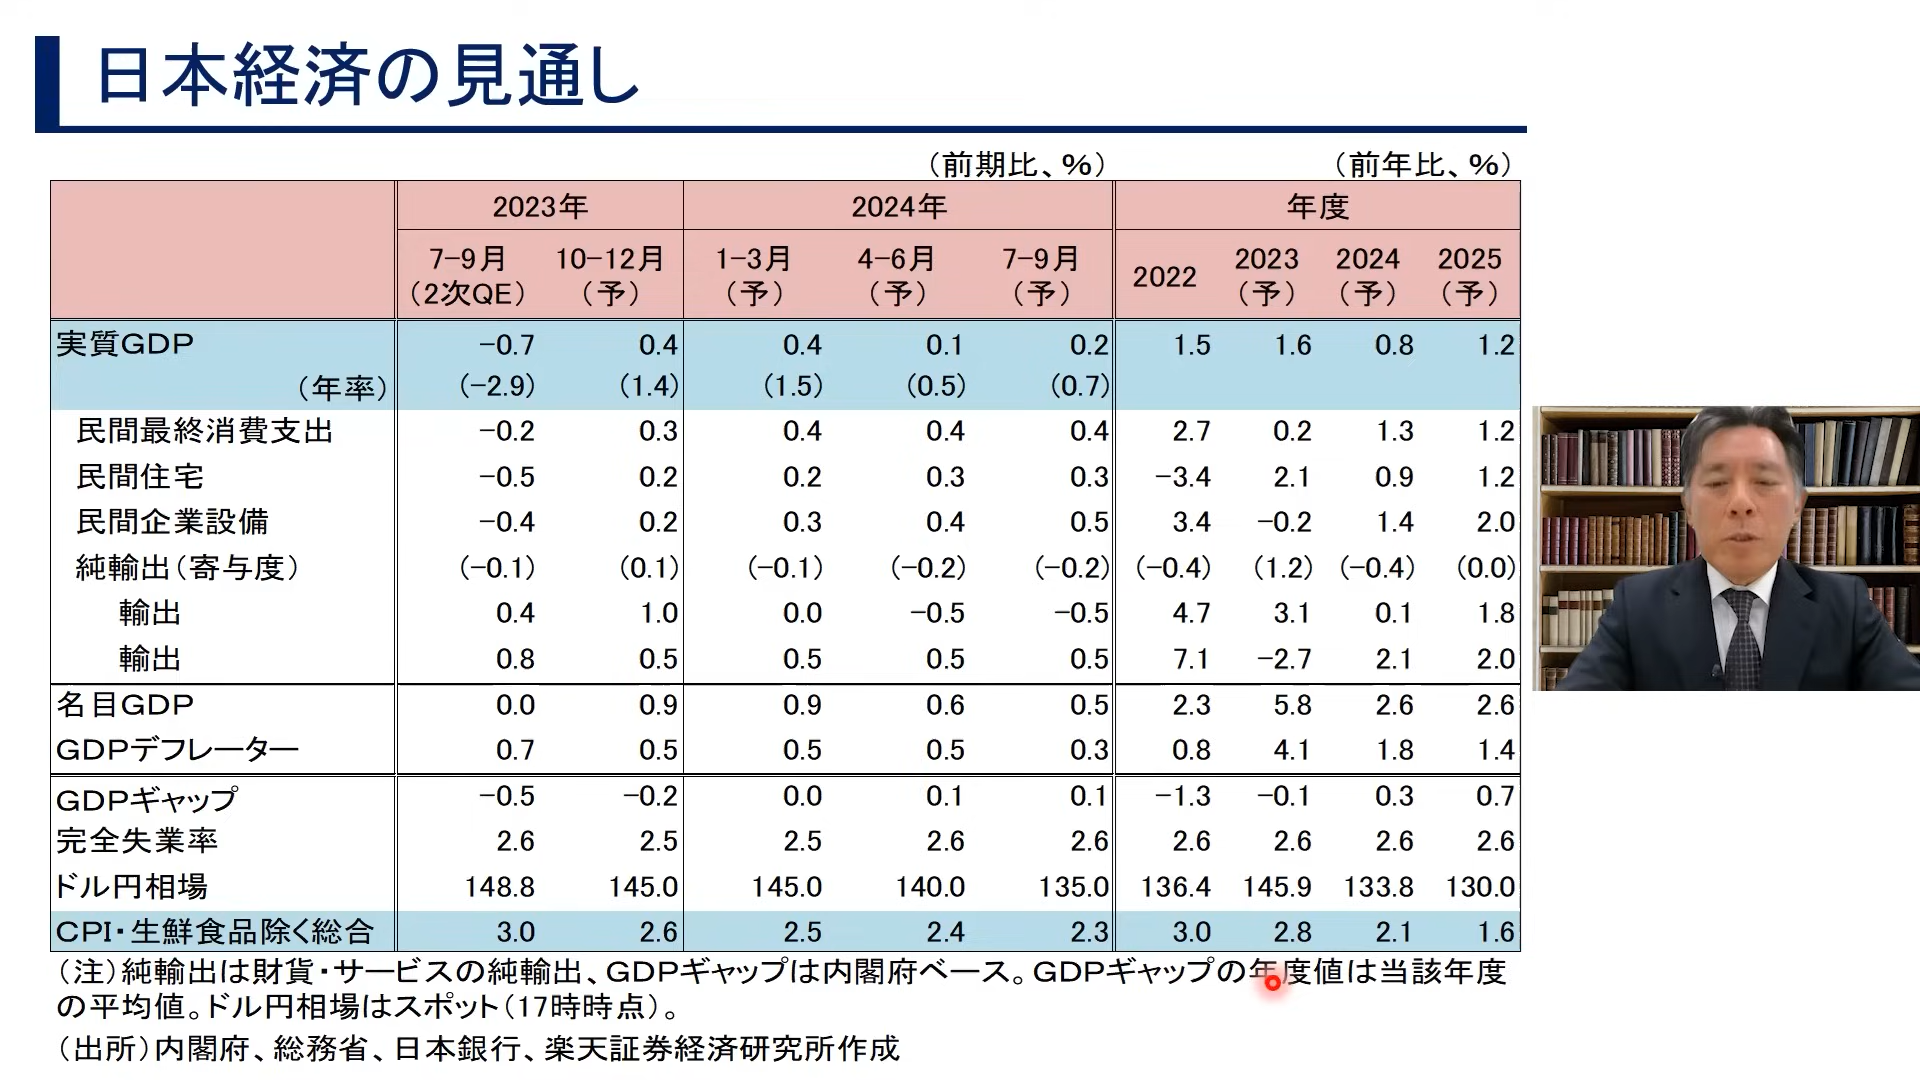 日本経済の見通し
（前期比、%） （前年比、%）
2023年 2024年 年度
7-9月 10-12月 1-3月 4-6月 7-9月 2022 2023 2024 2025
（2次QE） （予） （予） （予） （予） （予） （予） （予）
実質GDP -0.7 0.4 0.4 0.1 0.2 1.5 1.6 0.8 1.2
（年率） (-2.9) (1.4) (1.5) (0.5) (0.7)
民間最終消費支出 -0.2 0.3 0.4 0.4 0.4 2.7 0.2 1.3 1.2
民間住宅 -0.5 0.2 0.2 0.3 0.3 -3.4 2.1 0.9 1.2
民間企業設備 -0.4 0.2 0.3 0.4 0.5 3.4 -0.2 1.4 2.0
純輸出（寄与度） (-0.1) (0.1) (-0.1) (-0.2) (-0.2) (-0.4) (1.2) (-0.4) (0.0)
輸出 0.4 1.0 0.0 -0.5 -0.5 4.7 3.1 0.1 1.8
輸出 0.8 0.5 0.5 0.5 0.5 7.1 -2.7 2.1 2.0
名目GDP 0.0 0.9 0.9 0.6 0.5 2.3 5.8 2.6 2.6
GDPデフレーター 0.7 0.5 0.5 0.5 0.3 0.8 4.1 1.8 1.4
GDPギャップ -0.5 -0.2 0.0 0.1 0.1 -1.3 -0.1 0.3 0.7
完全失業率 2.6 2.5 2.5 2.6 2.6 2.6 2.6 2.6 2.6
ドル円相場 148.8 145.0 145.0 140.0 135.0 136.4 145.9 133.8 130.0
CPI・生鮮食品除く総合 3.0 2.6 2.5 2.4 2.3 3.0 2.8 2.1 1.6
（注）純輸出は財貨・サービスの純輸出、GDPギャップは内閣府ベース。GDPギャップの年度値は当該年度
の平均値。ドル円相場はスポット（17時時点）。
（出所）内閣府、総務省、日本銀行、楽天証券経済研究所作成